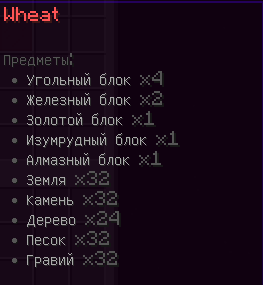 Wheat
Предметы:
• Угольный блок x4
• Железный блок x2
• Золотой блок x1
• Изумрудный блок x1
• Алмазный блок x1
• Земля x32
• Камень x32
• Дерево x24
• Песок x32
• Гравий x32